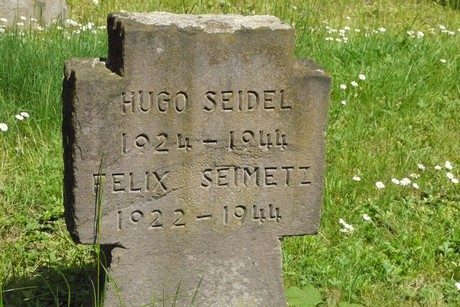 HUGO SEIDEL
1924 – 1944
FELIX SEIMETZ
1922 – 1944